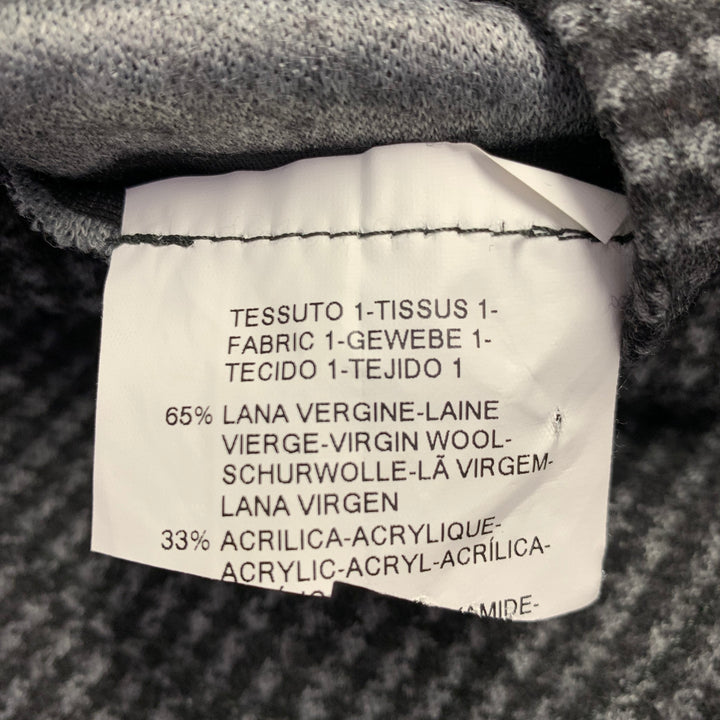 TESSUTO 1-TISSUS 1-
FABRIC 1-GEWEBE 1-
TECIDO 1-TEJIDO 1
65% LANA VERGINE-LAINE
VIERGE-VIRGIN WOOL-
SCHURWOLLE-LÃ VIRGEM-
LANA VIRGEN
33% ACRILICA-ACRYLIQUE-
ACRYLIC-ACRYL-ACRÍLICA-